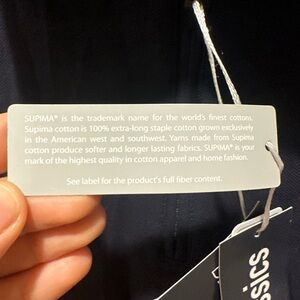 SUPIMA® is the trademark name for the world's finest cottons.
Supima cotton is 100% extra-long staple cotton grown exclusively
in the American west and southwest. Yarns made from Supima
cotton produce softer and longer lasting fabrics. SUPIMA® is your
mark of the highest quality in cotton apparel and home fashion.
See label for the product's full fiber content.
ssics